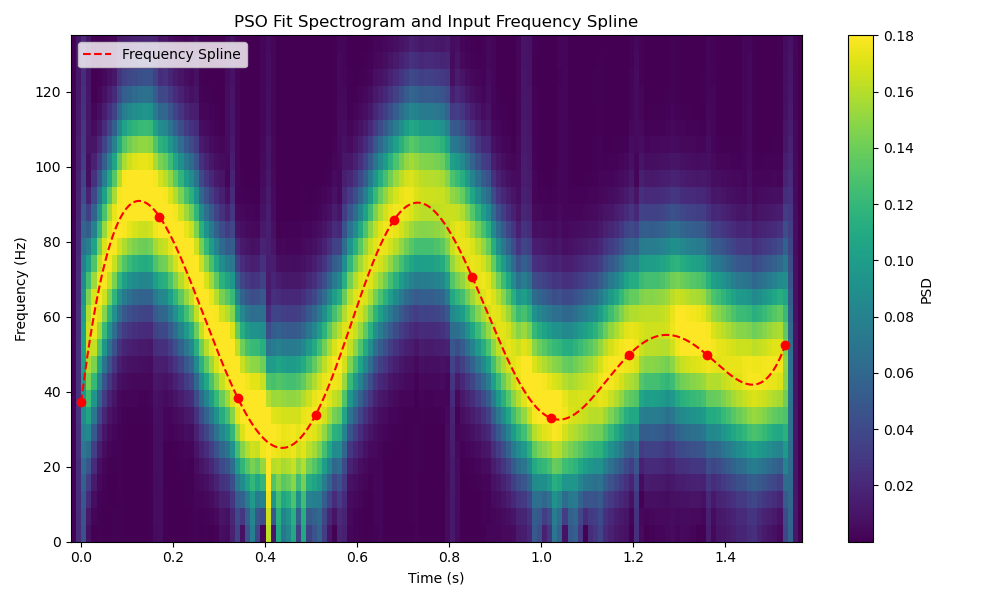 PSO Fit Spectrogram and Input Frequency Spline
Frequency Spline
Frequency (Hz)
120
100
80
60
40
20
0
0.0 0.2 0.4 0.6 0.8 1.0 1.2 1.4
Time (s)
0.18
0.16
0.14
0.12
0.10
0.08
0.06
0.04
0.02
PSD